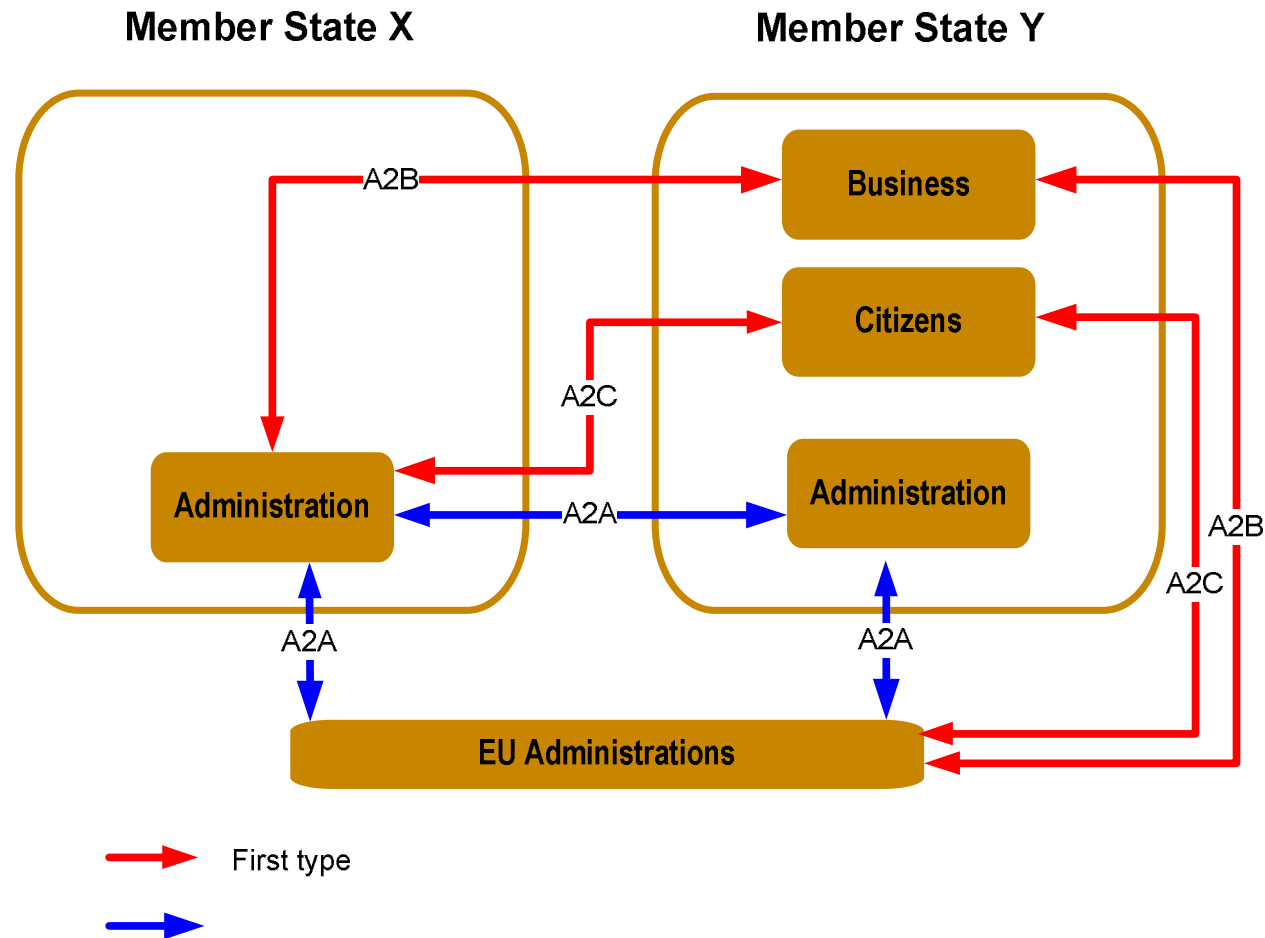 Member State X
Member State Y
Business
A2B
Citizens
A2C
Administration
Administration
A2A
A2B
A2C
A2A
A2A
EU Administrations
First type